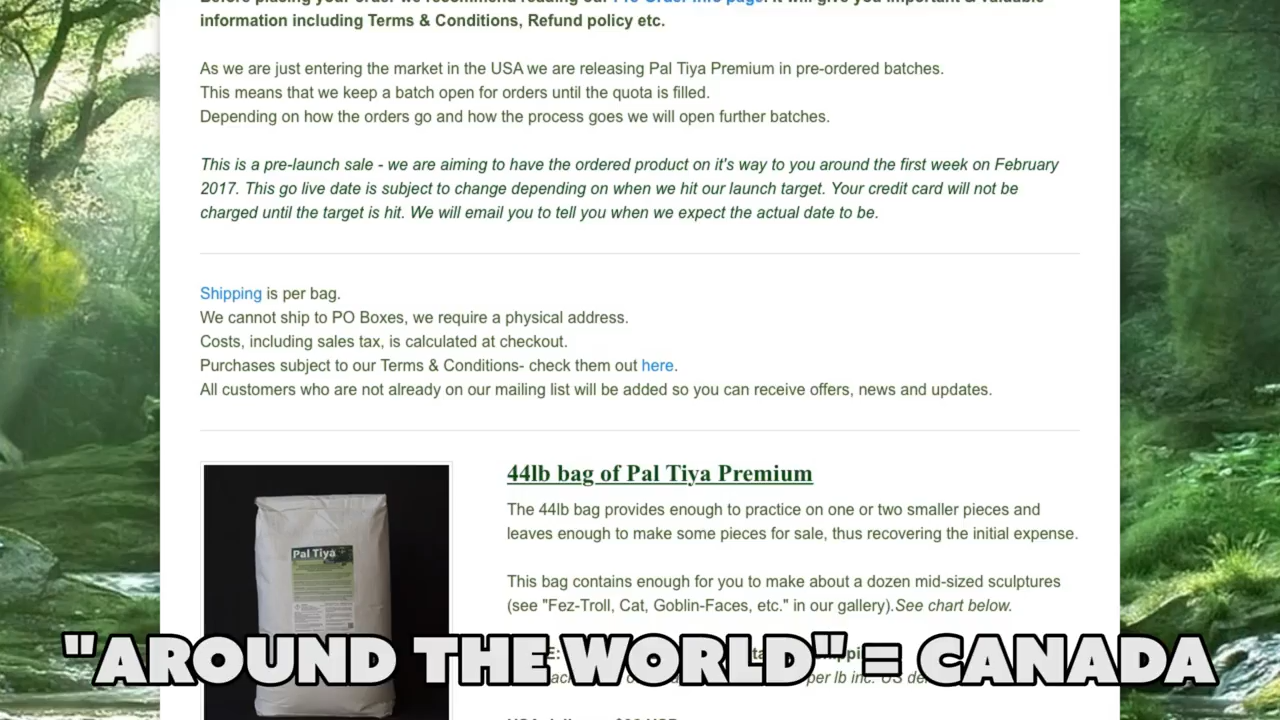 information including Terms & Conditions, Refund policy etc.
As we are just entering the market in the USA we are releasing Pal Tiya Premium in pre-ordered batches.
This means that we keep a batch open for orders until the quota is filled.
Depending on how the orders go and how the process goes we will open further batches.
This is a pre-launch sale - we are aiming to have the ordered product on it's way to you around the first week on February
2017. This go live date is subject to change depending on when we hit our launch target. Your credit card will not be
charged until the target is hit. We will email you to tell you when we expect the actual date to be.
Shipping is per bag.
We cannot ship to PO Boxes, we require a physical address.
Costs, including sales tax, is calculated at checkout.
Purchases subject to our Terms & Conditions- check them out here.
All customers who are not already on our mailing list will be added so you can receive offers, news and updates.
44lb bag of Pal Tiya Premium
The 44lb bag provides enough to practice on one or two smaller pieces and
leaves enough to make some pieces for sale, thus recovering the initial expense.
This bag contains enough for you to make about a dozen mid-sized sculptures
(see "Fez-Troll, Cat, Goblin-Faces, etc." in our gallery).See chart below.
Pal Tiya
"AROUND THE WORLD" = CANADA
per lb inc. US